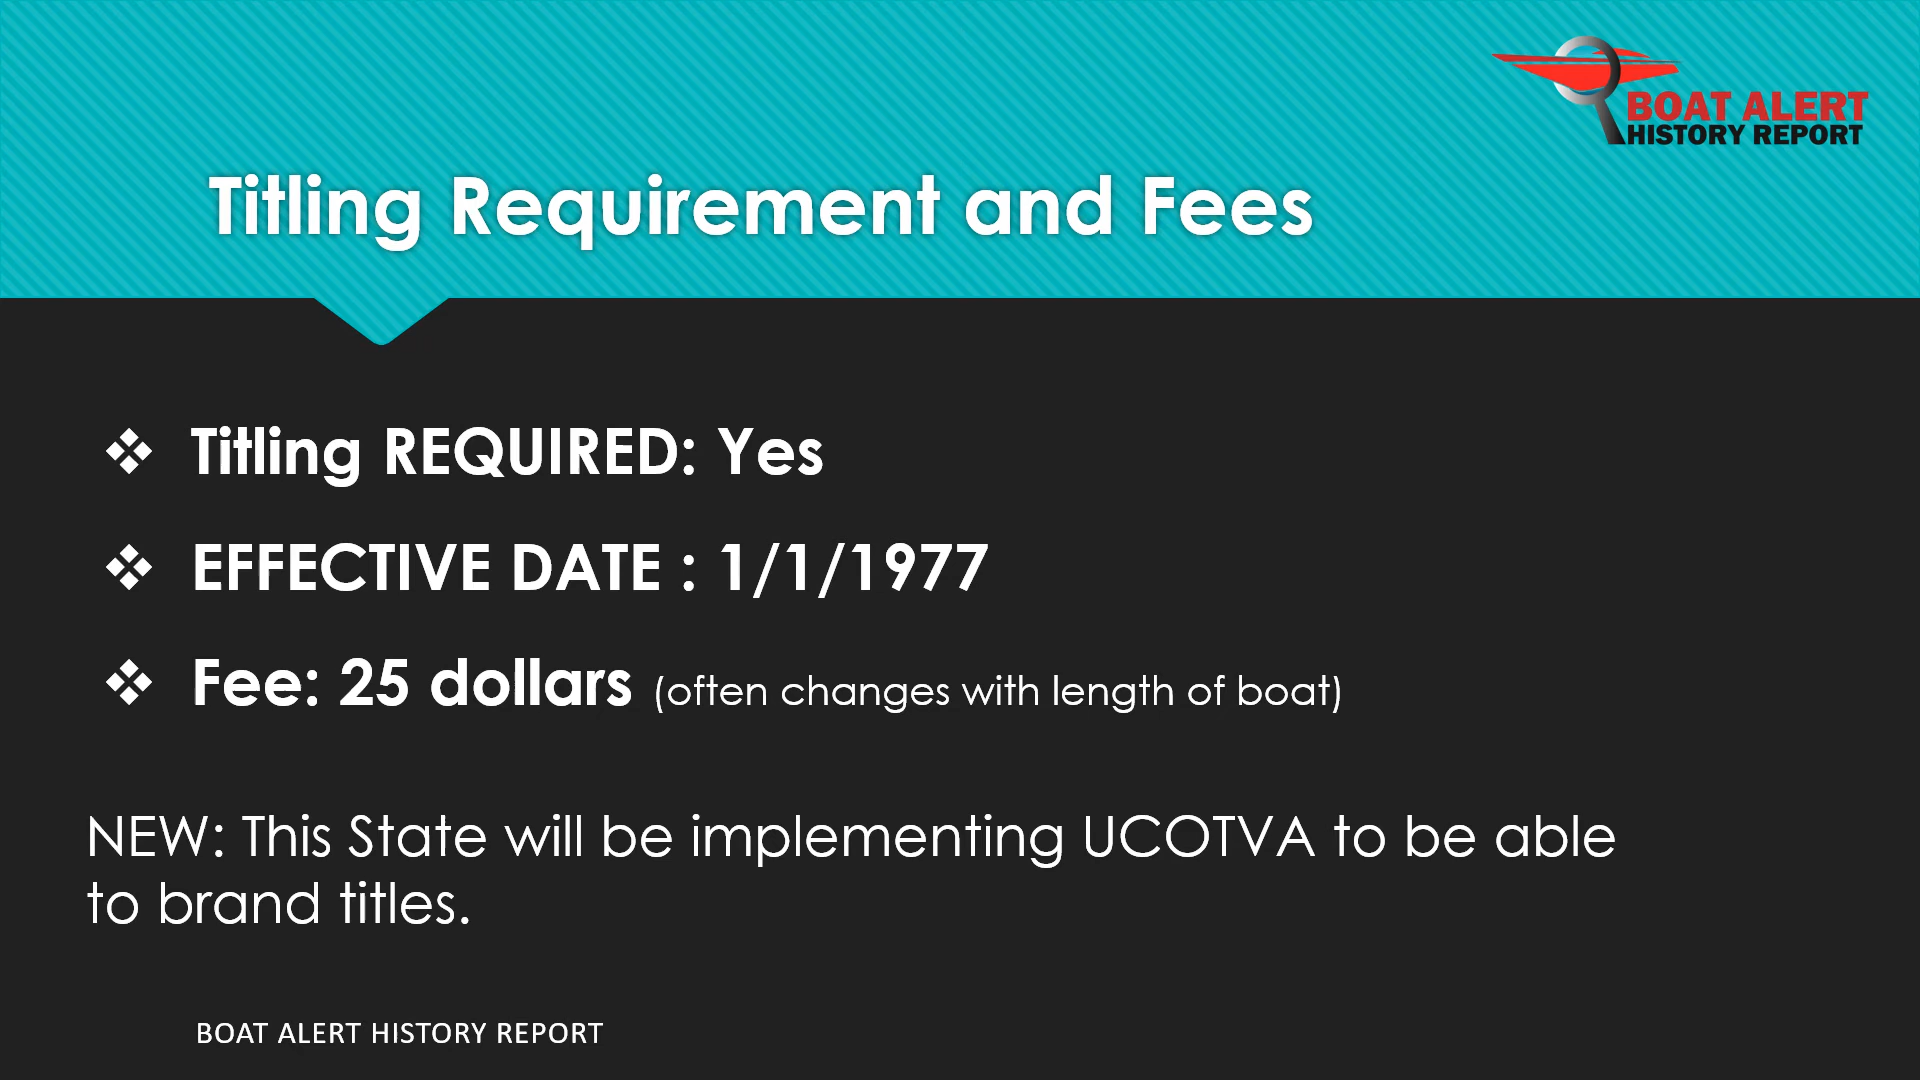 BOAT ALERT
HISTORY REPORT
Titling Requirement and Fees
❖ Titling REQUIRED: Yes
❖ EFFECTIVE DATE : 1/1/1977
❖ Fee: 25 dollars (often changes with length of boat)
NEW: This State will be implementing UCOTVA to be able
to brand titles.
BOAT ALERT HISTORY REPORT